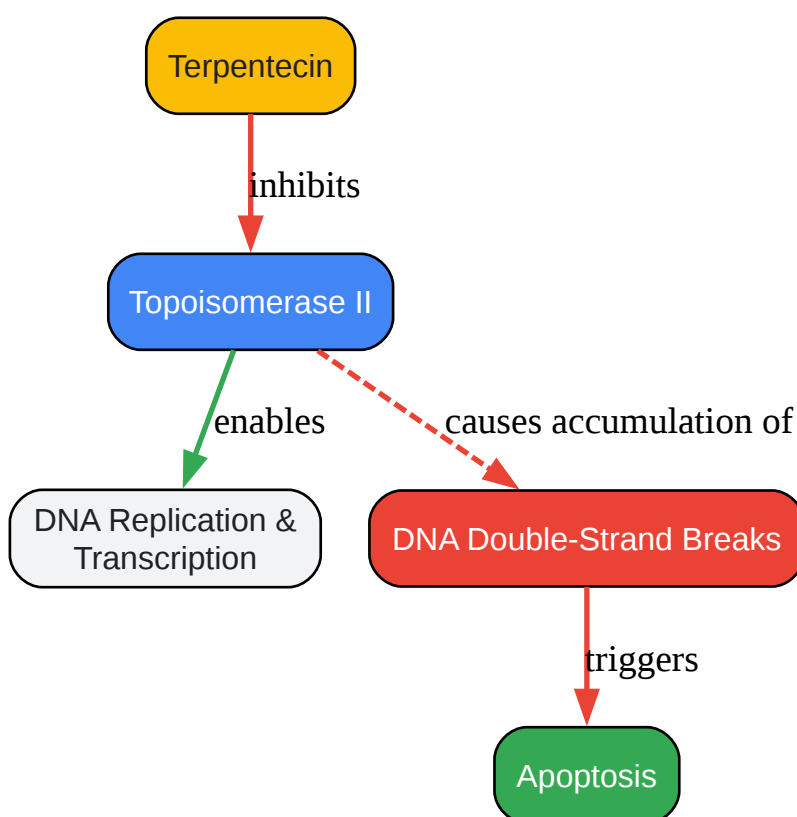 Terpentecin
inhibits
Topoisomerase II
enables
causes accumulation of
DNA Replication &
Transcription
DNA Double-Strand Breaks
triggers
Apoptosis